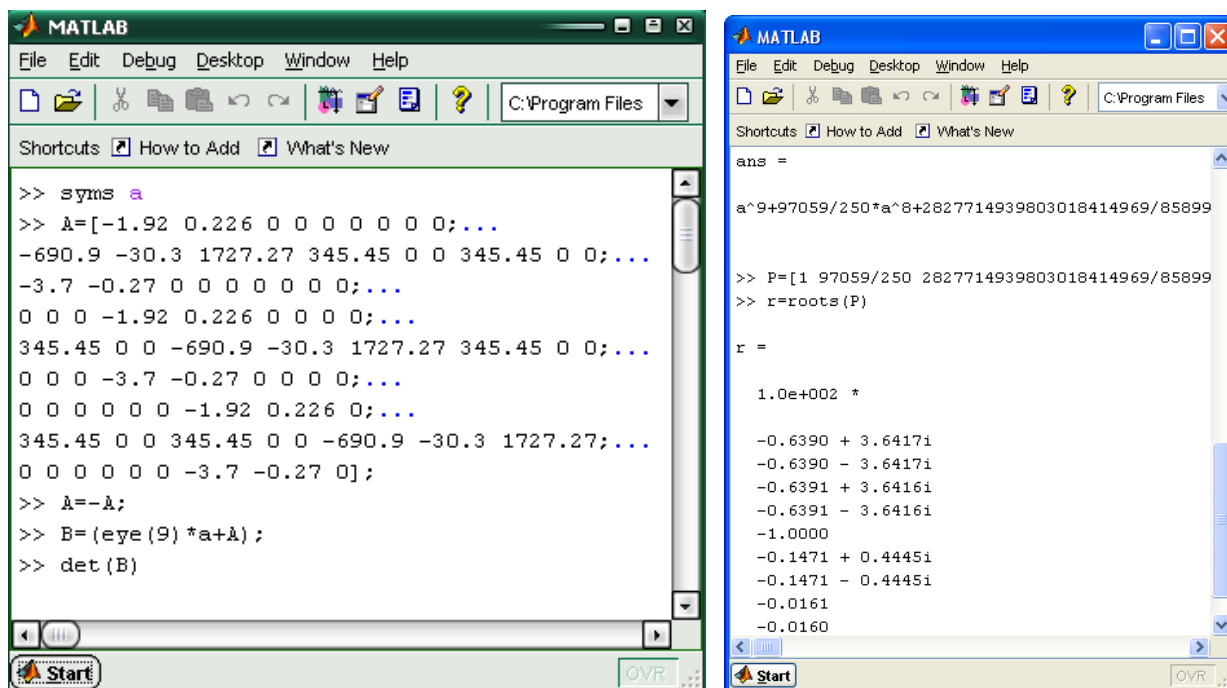 MATLAB
File Edit Debug Desktop Window Help
C:\Program Files
Shortcuts How to Add What's New
>> syms a
>> A=[-1.92 0.226 0 0 0 0 0 0 0;...
-690.9 -30.3 1727.27 345.45 0 0 345.45 0 0;...
-3.7 -0.27 0 0 0 0 0 0 0;...
0 0 0 -1.92 0.226 0 0 0 0;...
345.45 0 0 -690.9 -30.3 1727.27 345.45 0 0;...
0 0 0 -3.7 -0.27 0 0 0 0;...
0 0 0 0 0 0 -1.92 0.226 0;...
345.45 0 0 345.45 0 0 -690.9 -30.3 1727.27;...
0 0 0 0 0 0 -3.7 -0.27 0];
>> A=-A;
>> B=(eye(9)*a+A);
>> det(B)
Start
OVR
MATLAB
File Edit Debug Desktop Window Help
C:\Program Files
Shortcuts How to Add What's New
ans =
a^9+97059/250*a^8+2827714939803018414969/85899
>> P=[1 97059/250 2827714939803018414969/85899
>> r=roots(P)
r =
1.0e+002 *
-0.6390 + 3.6417i
-0.6390 - 3.6417i
-0.6391 + 3.6416i
-0.6391 - 3.6416i
-1.0000
-0.1471 + 0.4445i
-0.1471 - 0.4445i
-0.0161
-0.0160
Start
OVR